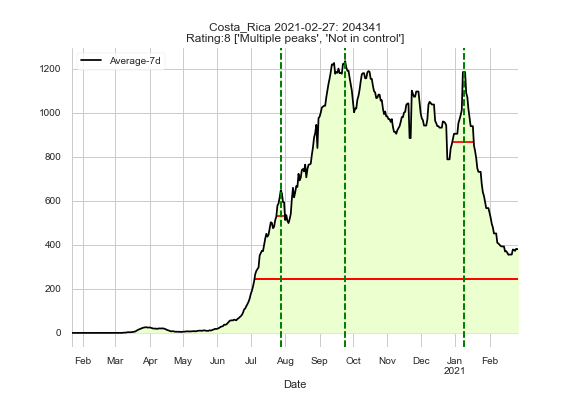 Costa_Rica 2021-02-27: 204341
Rating:8 ['Multiple peaks', 'Not in control']
Average-7d
1200
1000
800
600
400
200
0
Feb Mar Apr May Jun Jul Aug Sep Oct Nov Dec Jan Feb
2021
Date